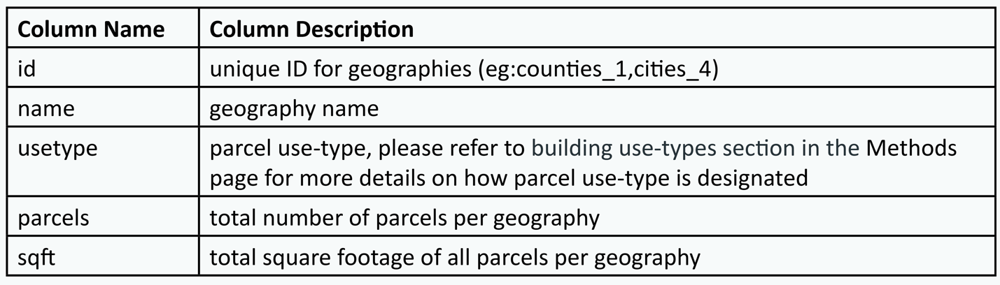 Column Name Column Description
id unique ID for geographies (eg:counties_1,cities_4)
name geography name
usetype parcel use-type, please refer to building use-types section in the Methods
page for more details on how parcel use-type is designated
parcels total number of parcels per geography
sqft total square footage of all parcels per geography